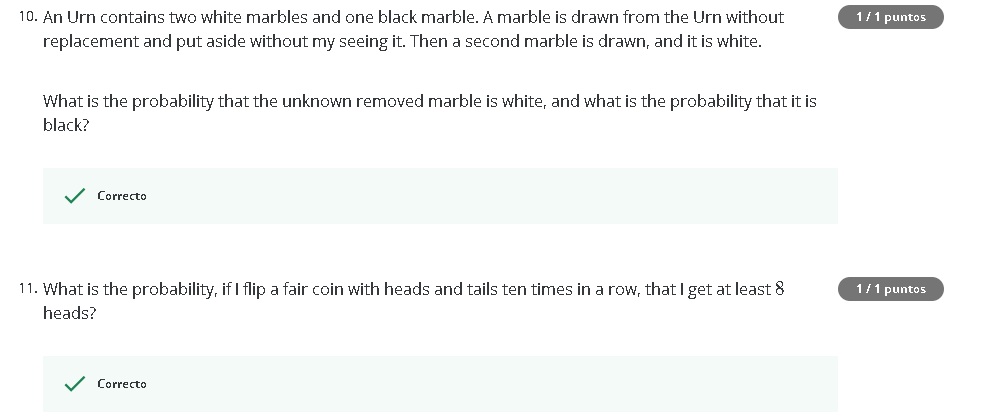 10. An Urn contains two white marbles and one black marble. A marble is drawn from the Urn without
1 / 1 puntos
replacement and put aside without my seeing it. Then a second marble is drawn, and it is white.
What is the probability that the unknown removed marble is white, and what is the probability that it is
black?
Correcto
11. What is the probability, if I flip a fair coin with heads and tails ten times in a row, that I get at least 8
1 / 1 puntos
heads?
Correcto